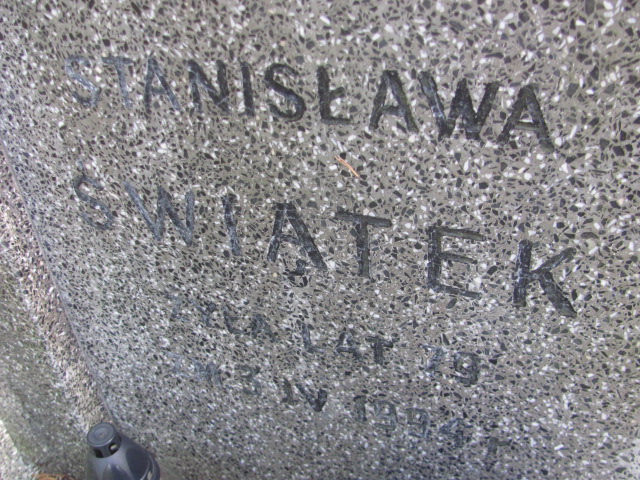 STANISŁAWA
ŚWIĄTEK
ŻYŁA LAT 79
ZM 3 IV 1994 r